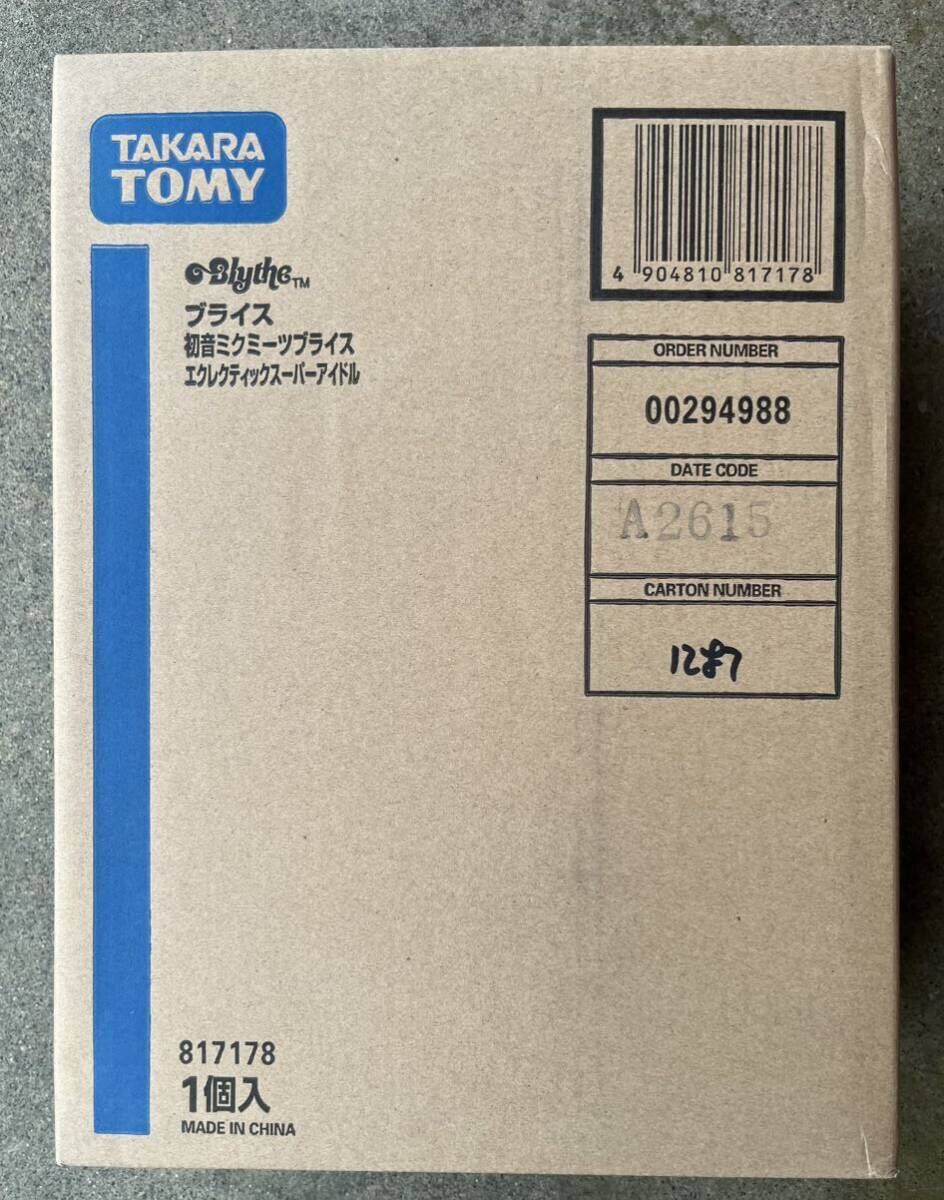 TAKARA
TOMY
Blythe™
ブライス
初音ミクミーツブライス
エクレクティックスーパーアイドル
4 904810 817178
ORDER NUMBER
00294988
DATE CODE
A2615
CARTON NUMBER
1287
817178
1個入
MADE IN CHINA